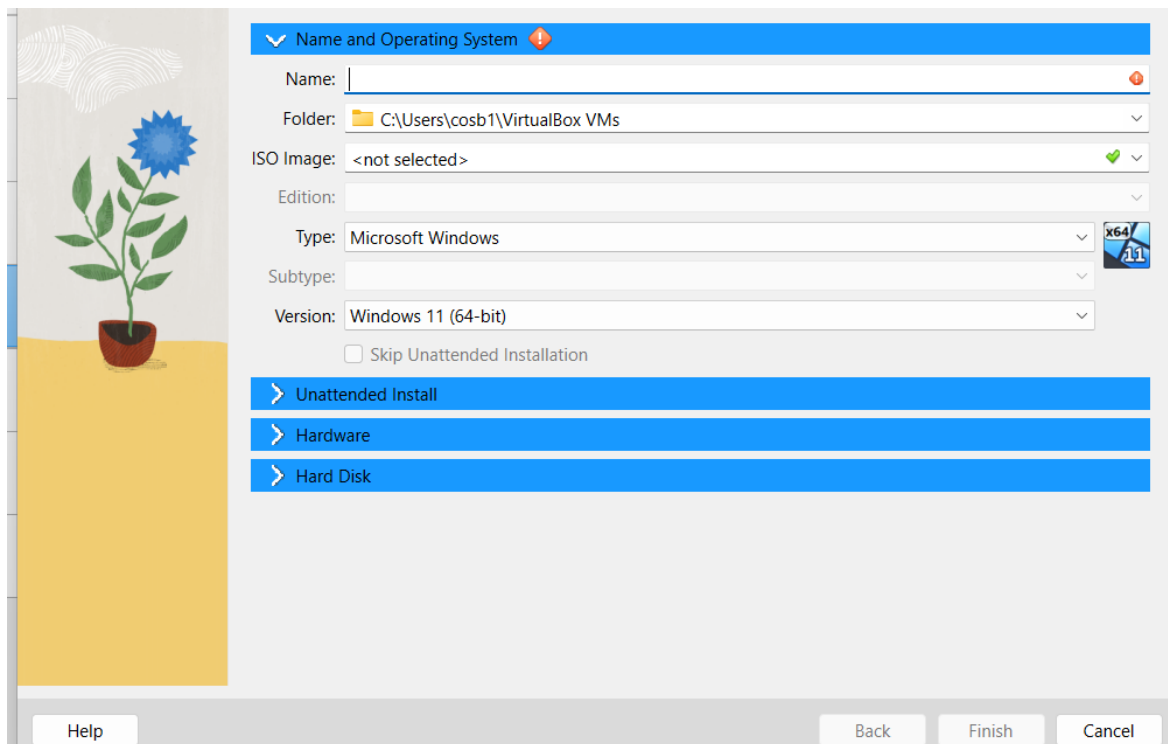 Name and Operating System
Name:
Folder: C:\Users\cosb1\VirtualBox VMs
ISO Image: <not selected>
Edition:
Type: Microsoft Windows
x64
11
Subtype:
Version: Windows 11 (64-bit)
Skip Unattended Installation
Unattended Install
Hardware
Hard Disk
Help Back Finish Cancel